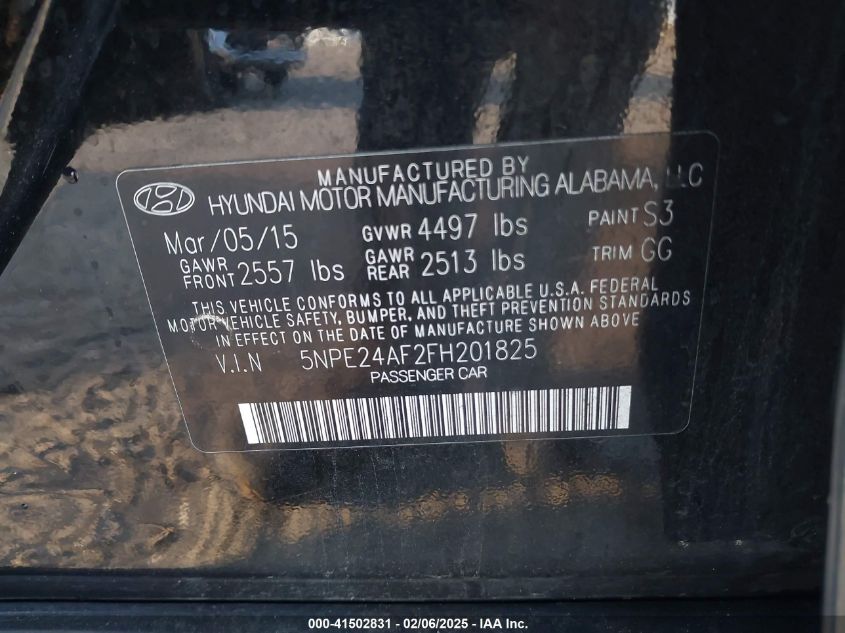 MANUFACTURED BY
HYUNDAI MOTOR MANUFACTURING ALABAMA, LLC
Mar/05/15 GVWR 4497 lbs PAINT S3
GAWR FRONT 2557 lbs GAWR REAR 2513 lbs TRIM GG
THIS VEHICLE CONFORMS TO ALL APPLICABLE U.S.A. FEDERAL
MOTOR VEHICLE SAFETY, BUMPER, AND THEFT PREVENTION STANDARDS
IN EFFECT ON THE DATE OF MANUFACTURE SHOWN ABOVE.
V.I.N 5NPE24AF2FH201825
PASSENGER CAR
000-41502831 - 02/06/2025 - IAA Inc.